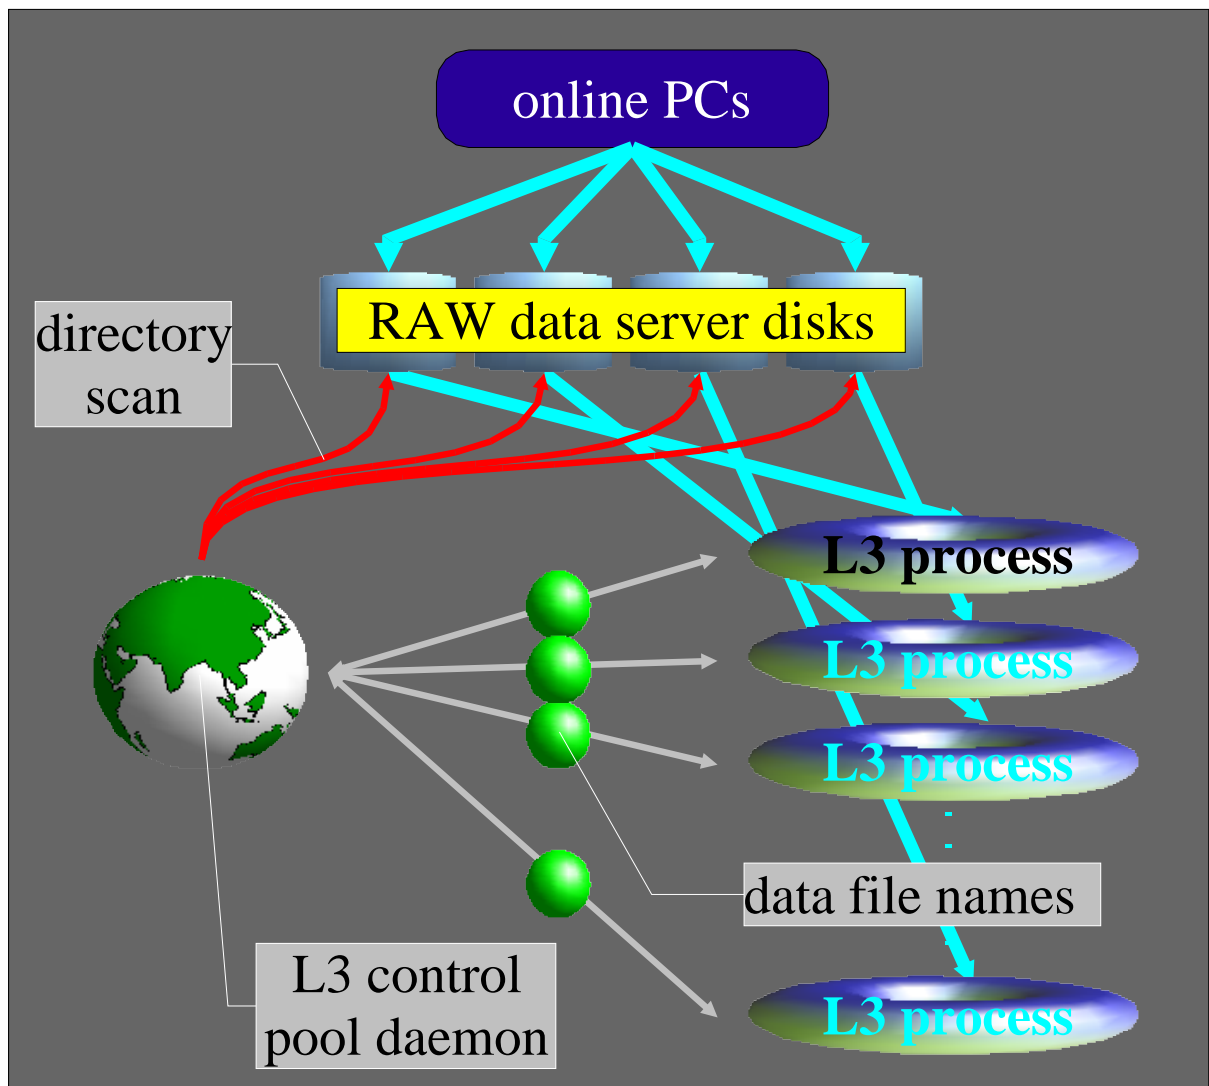 online PCs
RAW data server disks
directory
scan
L3 process
L3 process
L3 process
data file names
L3 control
pool daemon
L3 process